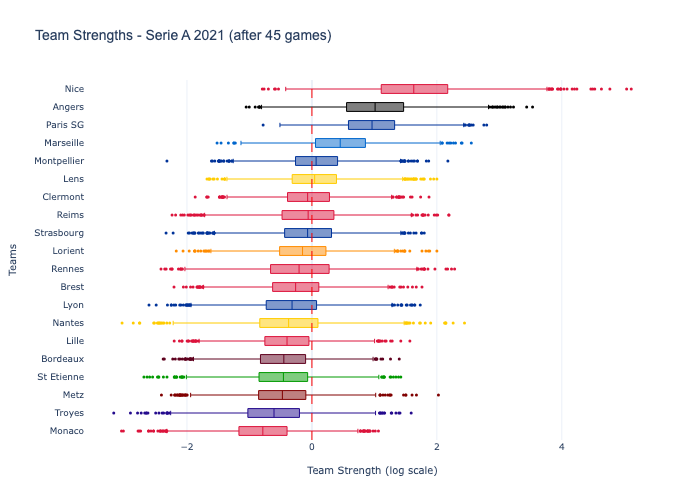 Team Strengths - Serie A 2021 (after 45 games)
Nice
Angers
Paris SG
Marseille
Montpellier
Lens
Clermont
Reims
Strasbourg
Lorient
Rennes
Brest
Lyon
Nantes
Lille
Bordeaux
St Etienne
Metz
Troyes
Monaco
Teams
−2
0
2
4
Team Strength (log scale)